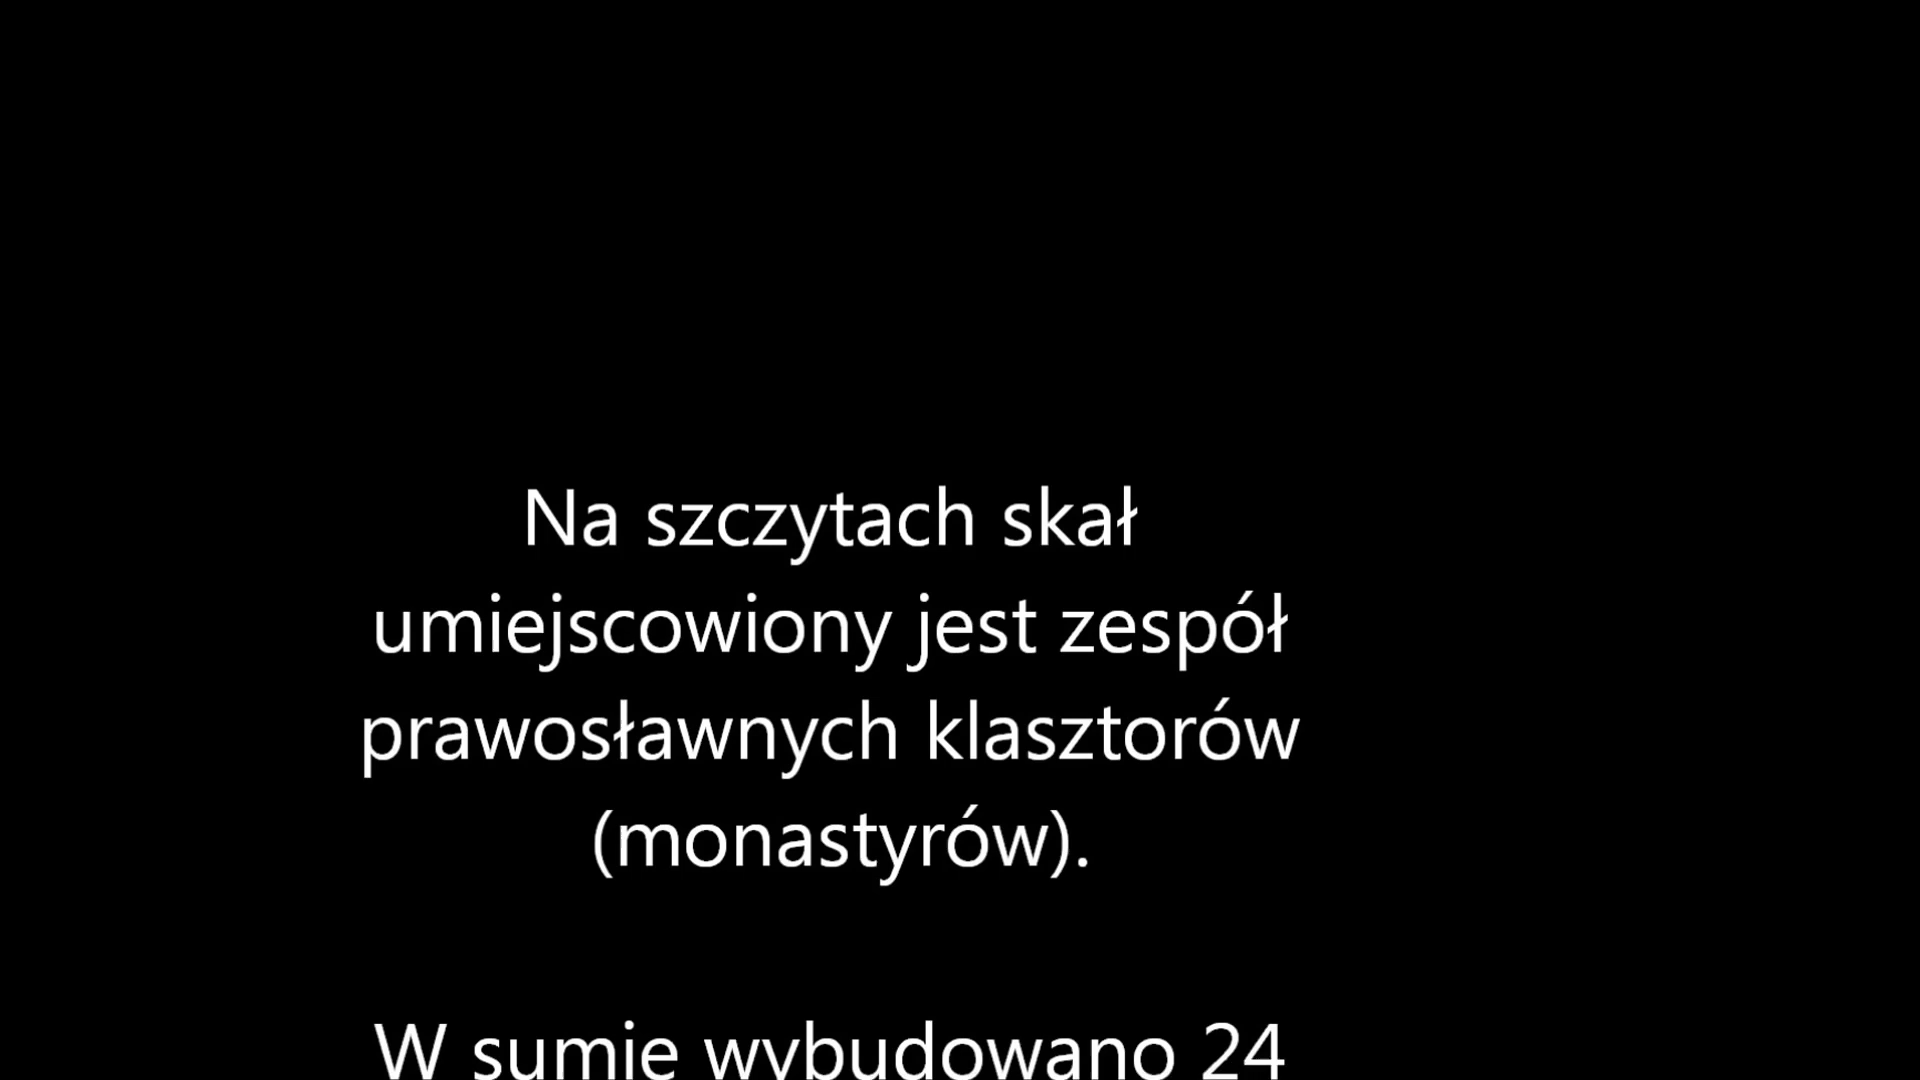 Na szczytach skał
umiejscowiony jest zespół
prawosławnych klasztorów
(monastyrów).
W sumie wybudowano 24